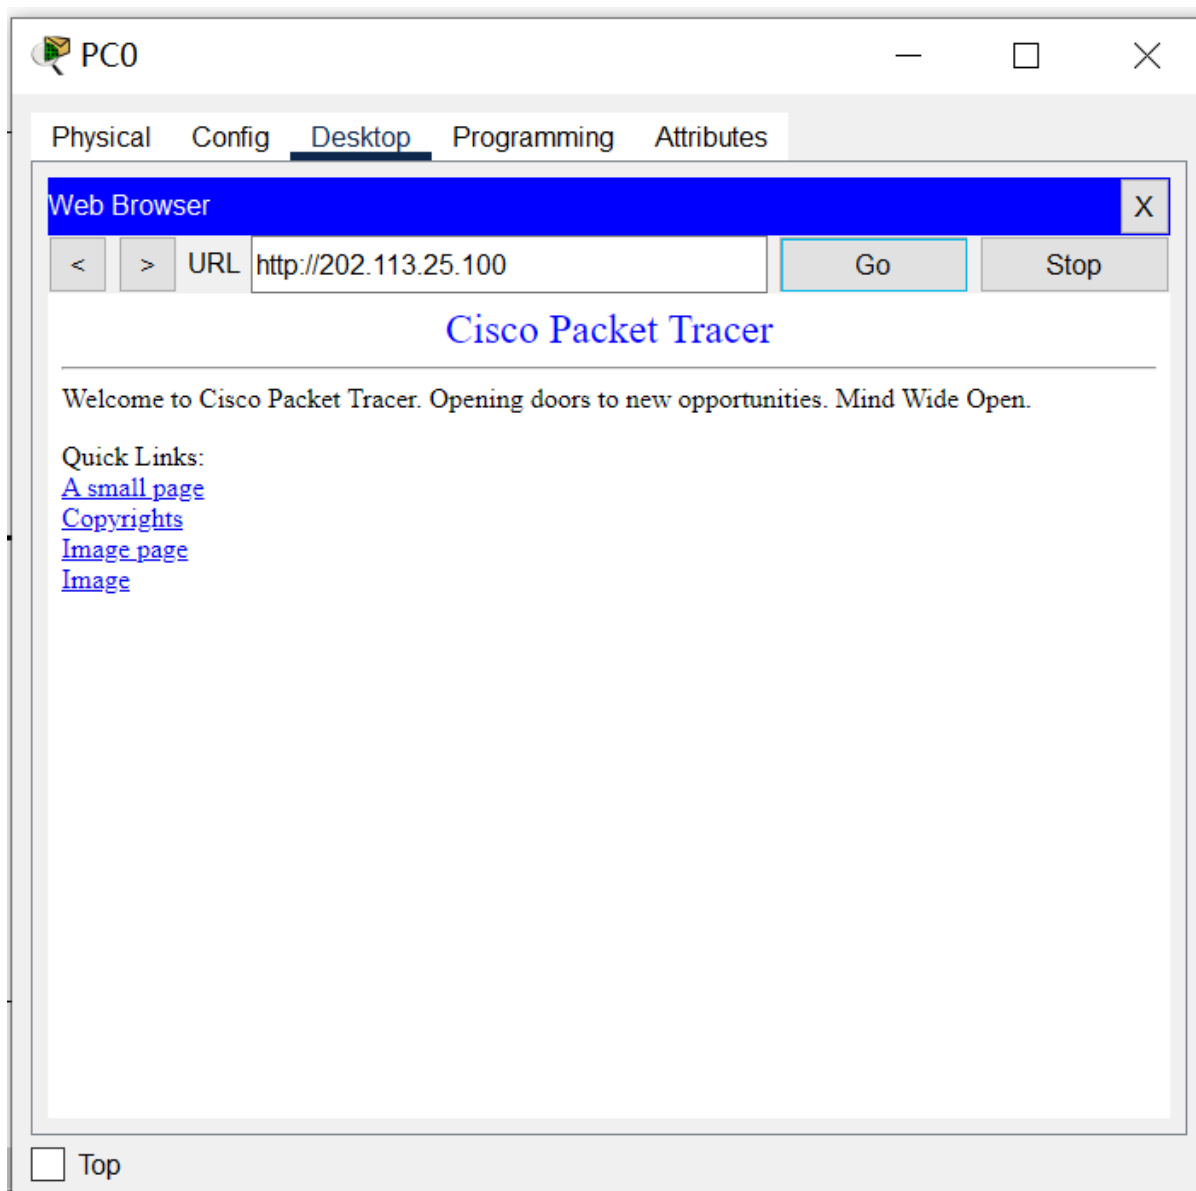 PC0
Physical Config Desktop Programming Attributes
Web Browser X
< > URL http://202.113.25.100 Go Stop
Cisco Packet Tracer
Welcome to Cisco Packet Tracer. Opening doors to new opportunities. Mind Wide Open.
Quick Links:
A small page
Copyrights
Image page
Image
Top